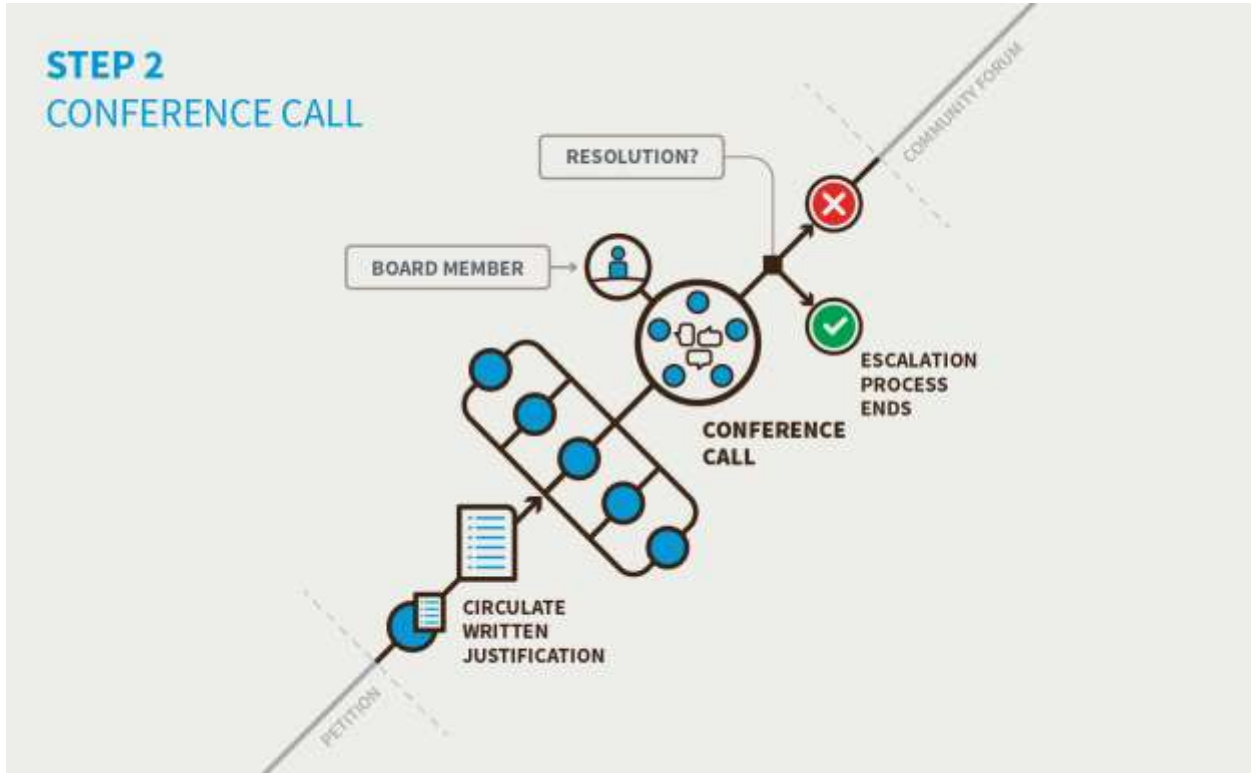 STEP 2
CONFERENCE CALL
COMMUNITY FORUM
RESOLUTION?
BOARD MEMBER
ESCALATION
PROCESS
ENDS
CONFERENCE
CALL
CIRCULATE
WRITTEN
JUSTIFICATION
PETITION